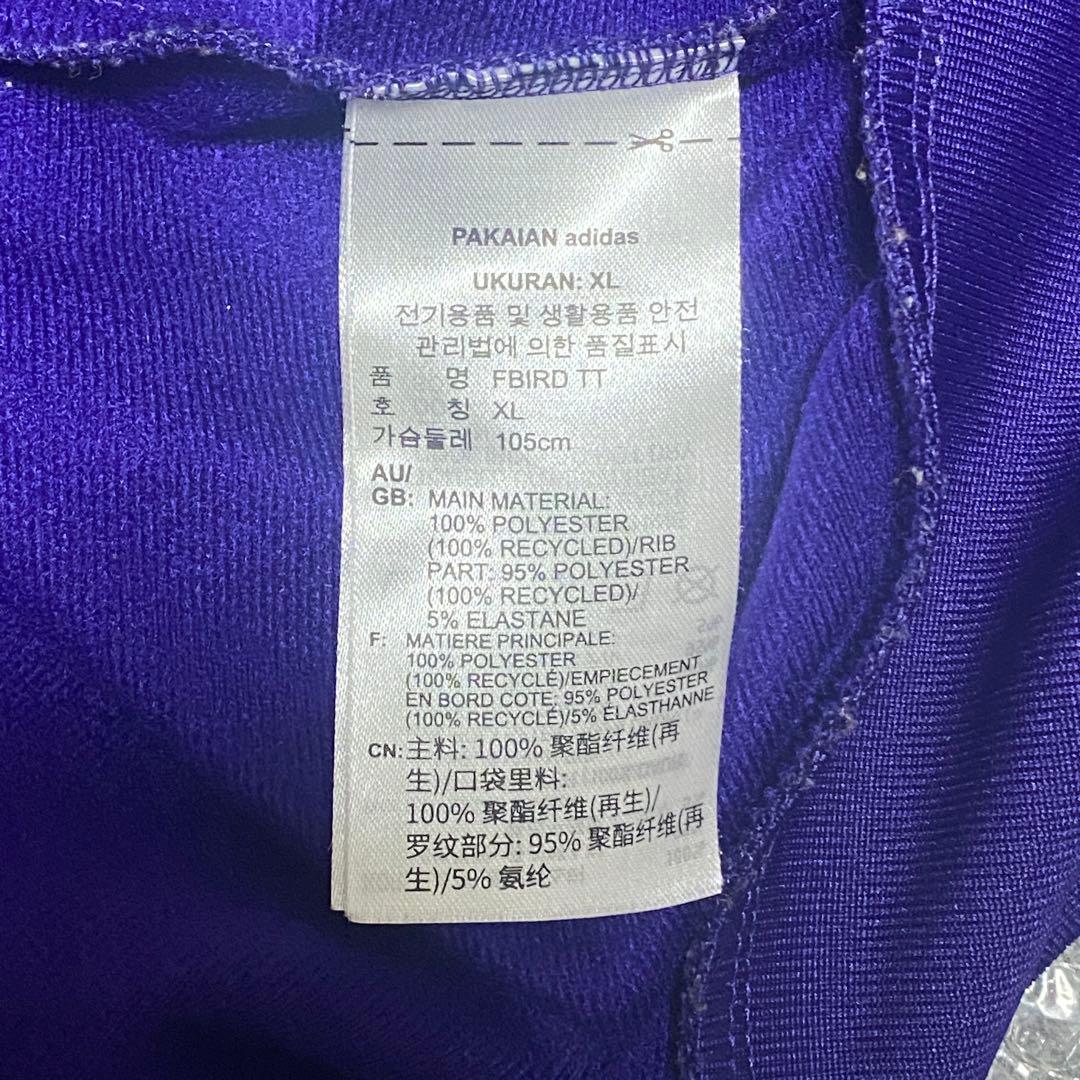 PAKAIAN adidas
UKURAN: XL
전기용품 및 생활용품 안전
관리법에 의한 품질표시
품 명 FBIRD TT
호 칭 XL
가슴둘레 105cm
AU/
GB: MAIN MATERIAL:
100% POLYESTER
(100% RECYCLED)/RIB
PART: 95% POLYESTER
(100% RECYCLED)/
5% ELASTANE
F: MATIERE PRINCIPALE:
100% POLYESTER
(100% RECYCLÉ)/EMPIECEMENT
EN BORD COTE: 95% POLYESTER
(100% RECYCLÉ)/5% ÉLASTHANNE
CN: 主料: 100% 聚酯纤维(再
生)/口袋里料:
100% 聚酯纤维(再生)/
罗纹部分: 95% 聚酯纤维(再
生)/5% 氨纶